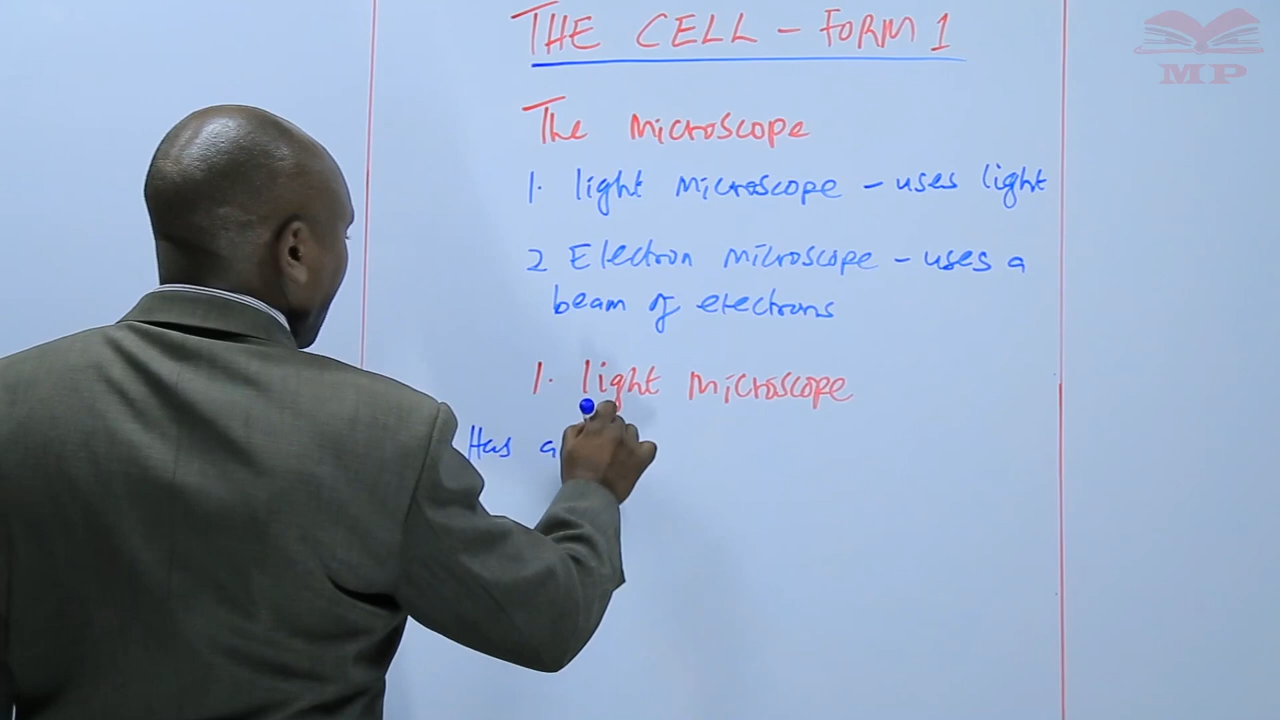 THE CELL - FORM 1
MP
The Microscope
1. light microscope - uses light
2 Electron microscope - uses a
beam of electrons
1. light microscope
Has a